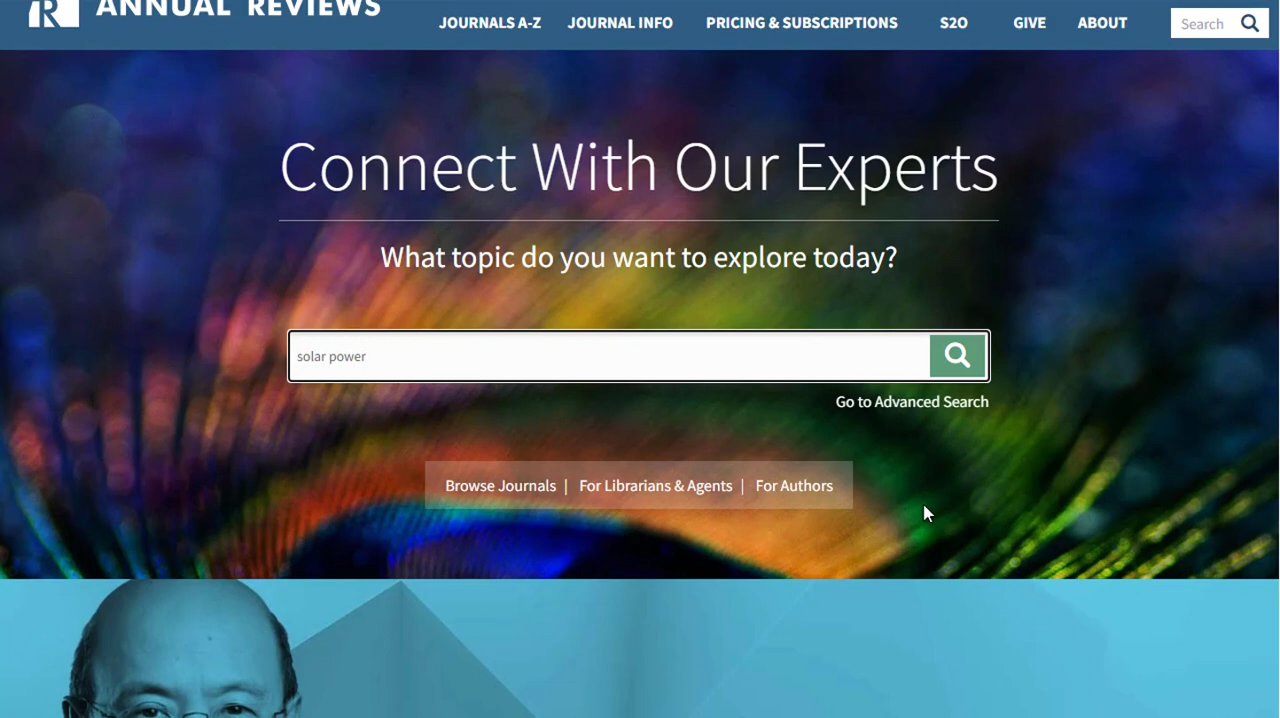 ANNUAL REVIEWS
JOURNALS A-Z JOURNAL INFO PRICING & SUBSCRIPTIONS S2O GIVE ABOUT Search
Connect With Our Experts
What topic do you want to explore today?
solar power
Go to Advanced Search
Browse Journals | For Librarians & Agents | For Authors